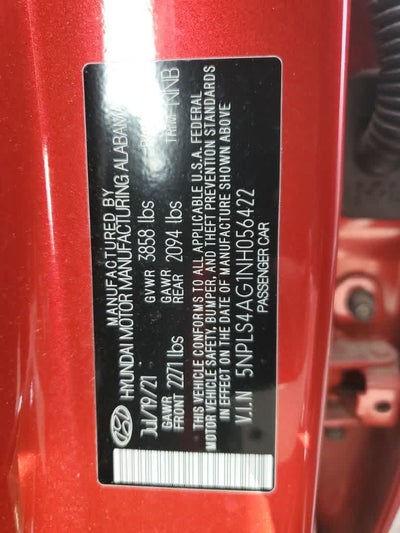 MANUFACTURED BY
HYUNDAI MOTOR MANUFACTURING ALABAMA
Jul/19/21 GVWR 3858 lbs
GAWR FRONT 2271 lbs GAWR REAR 2094 lbs
THIS VEHICLE CONFORMS TO ALL APPLICABLE U.S.A. FEDERAL
MOTOR VEHICLE SAFETY, BUMPER, AND THEFT PREVENTION STANDARDS
IN EFFECT ON THE DATE OF MANUFACTURE SHOWN ABOVE
V.I.N 5NPLS4AG1NH056422
PASSENGER CAR
TRIM: NNB